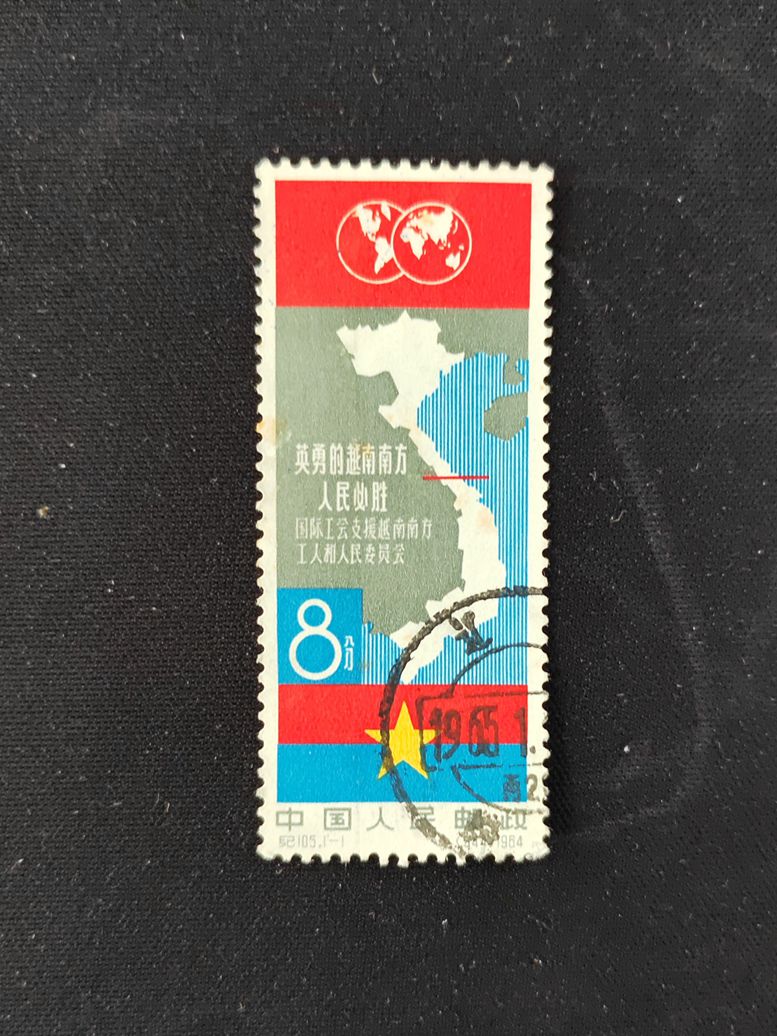 英勇的越南南方
人民必胜
国际工会支援越南南方
工人和人民委员会
8分
1965.1.
中国人民邮政
纪105.1-1
1964